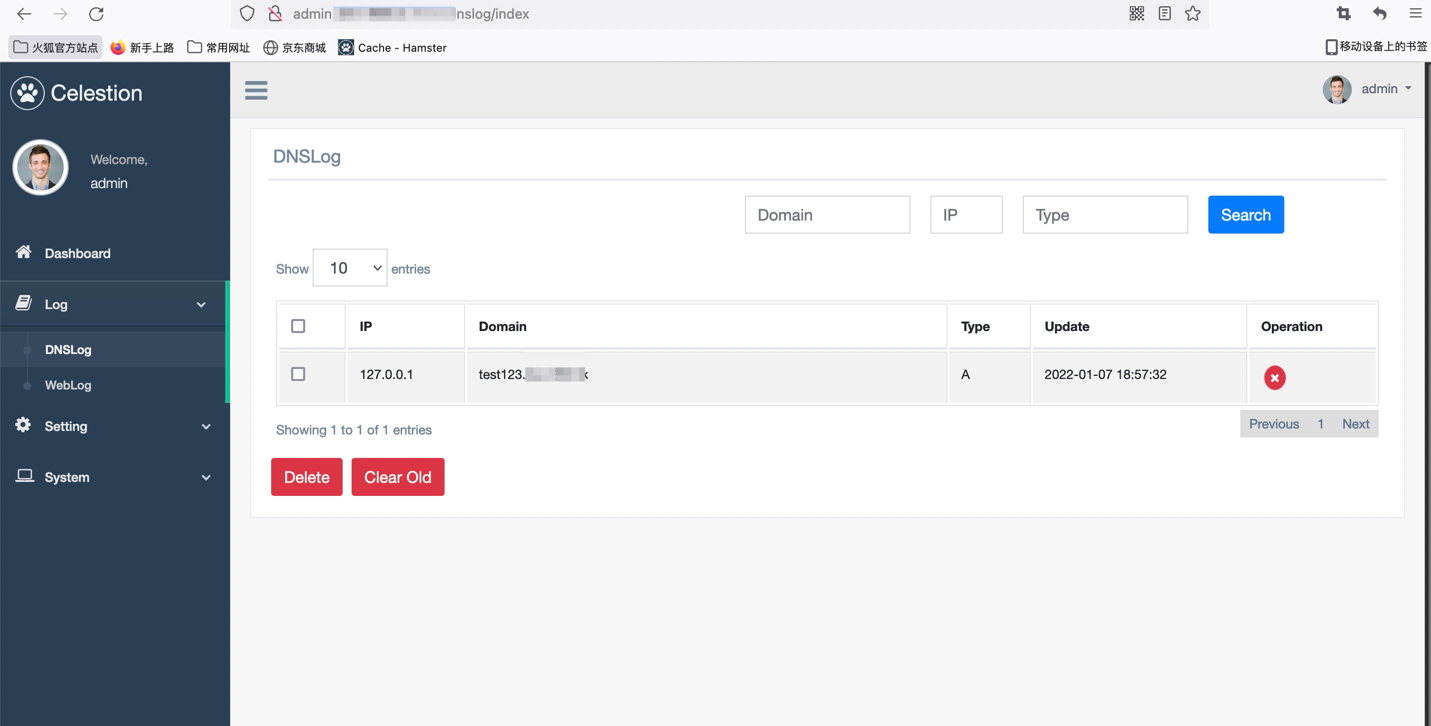 admin nslog/index
火狐官方站点 新手上路 常用网址 京东商城 Cache - Hamster 移动设备上的书签
Celestion
admin
Welcome,
admin
DNSLog
Domain IP Type Search
Dashboard
Show 10 entries
Log
IP Domain Type Update Operation
DNSLog
127.0.0.1 test123. k A 2022-01-07 18:57:32
WebLog
Setting
Showing 1 to 1 of 1 entries
Previous 1 Next
System
Delete Clear Old